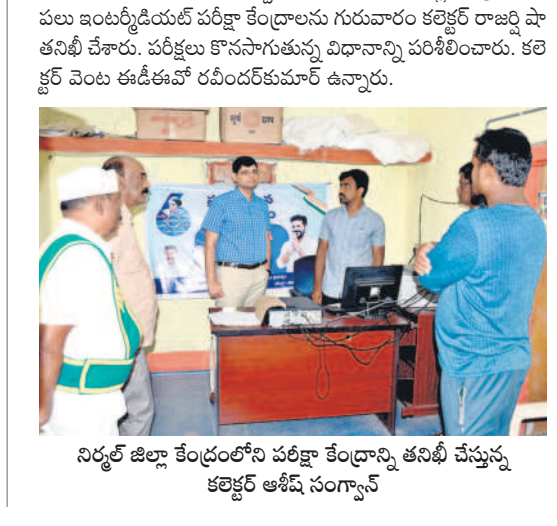 పలు ఇంటర్మీడియట్ పరీక్షా కేంద్రాలను గురువారం కలెక్టర్ రాజర్షి షా
తనిఖీ చేశారు. పరీక్షలు కొనసాగుతున్న విధానాన్ని పరిశీలించారు. కలె
క్టర్ వెంట ఈడీఈవో రవీందర్‌కుమార్ ఉన్నారు.
6
నిర్మల్ జిల్లా కేంద్రంలోని పరీక్షా కేంద్రాన్ని తనిఖీ చేస్తున్న
కలెక్టర్ ఆశీష్ సంగ్వాన్